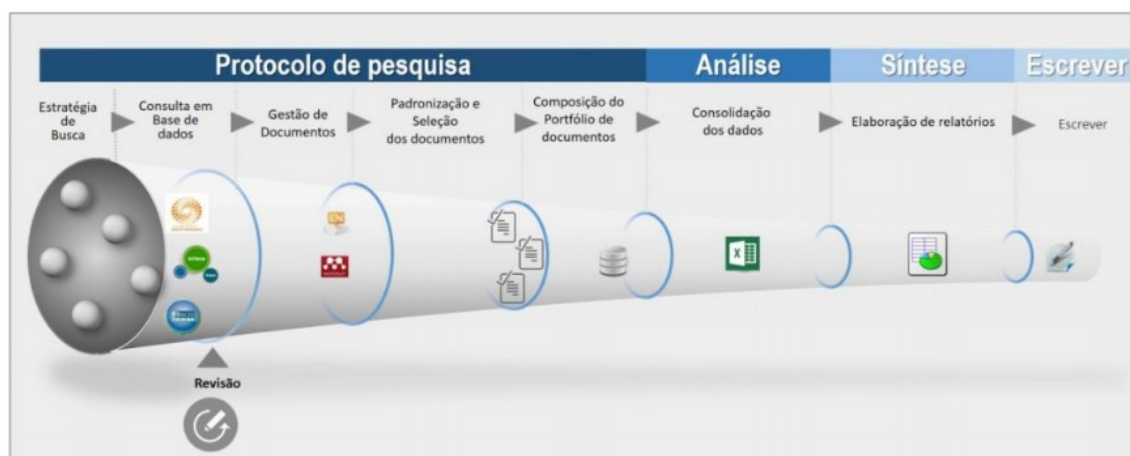 Protocolo de pesquisa
Análise
Síntese
Escrever
Estratégia
de
Busca
Consulta em
Base de
dados
Gestão de
Documentos
Padronização e
Seleção
dos documentos
Composição do
Portfólio de
documentos
Consolidação
dos dados
Elaboração de relatórios
Escrever
EN
X
Revisão